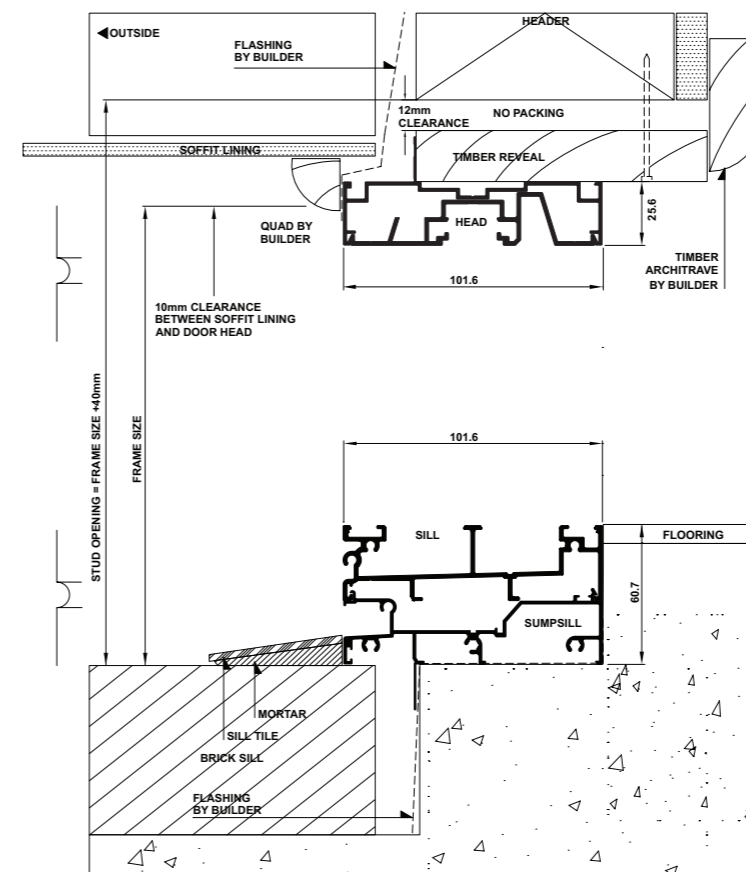 OUTSIDE
HEADER
FLASHING
BY BUILDER
12mm
CLEARANCE
NO PACKING
SOFFIT LINING
TIMBER REVEAL
HEAD
25.6
QUAD BY
BUILDER
TIMBER
ARCHITRAVE
BY BUILDER
101.6
10mm CLEARANCE
BETWEEN SOFFIT LINING
AND DOOR HEAD
STUD OPENING = FRAME SIZE +40mm
FRAME SIZE
101.6
SILL
FLOORING
60.7
SUMPSILL
MORTAR
SILL TILE
BRICK SILL
FLASHING
BY BUILDER